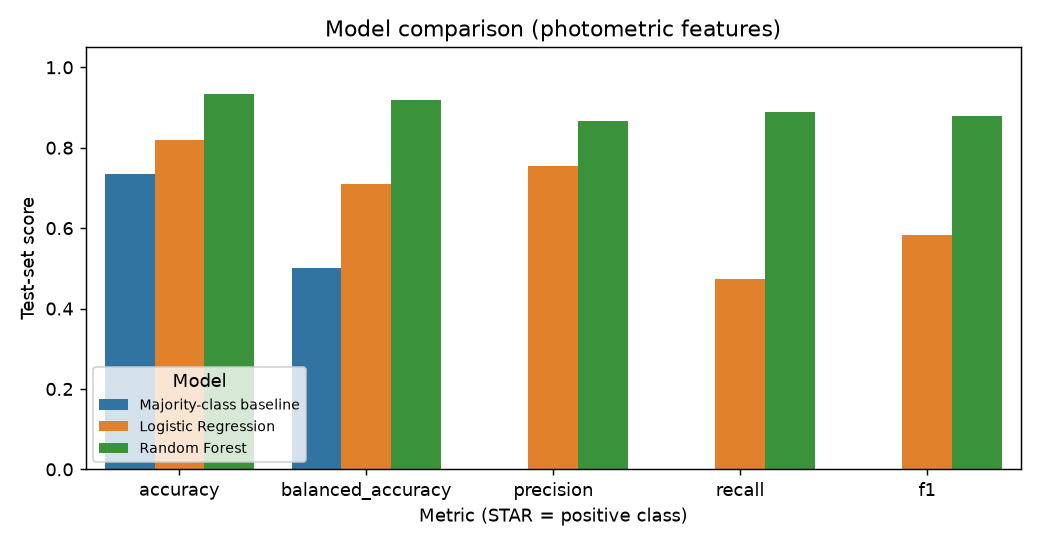 Model comparison (photometric features)
Test-set score
1.0
0.8
0.6
0.4
0.2
0.0
Model
Majority-class baseline
Logistic Regression
Random Forest
accuracy balanced_accuracy precision recall f1
Metric (STAR = positive class)